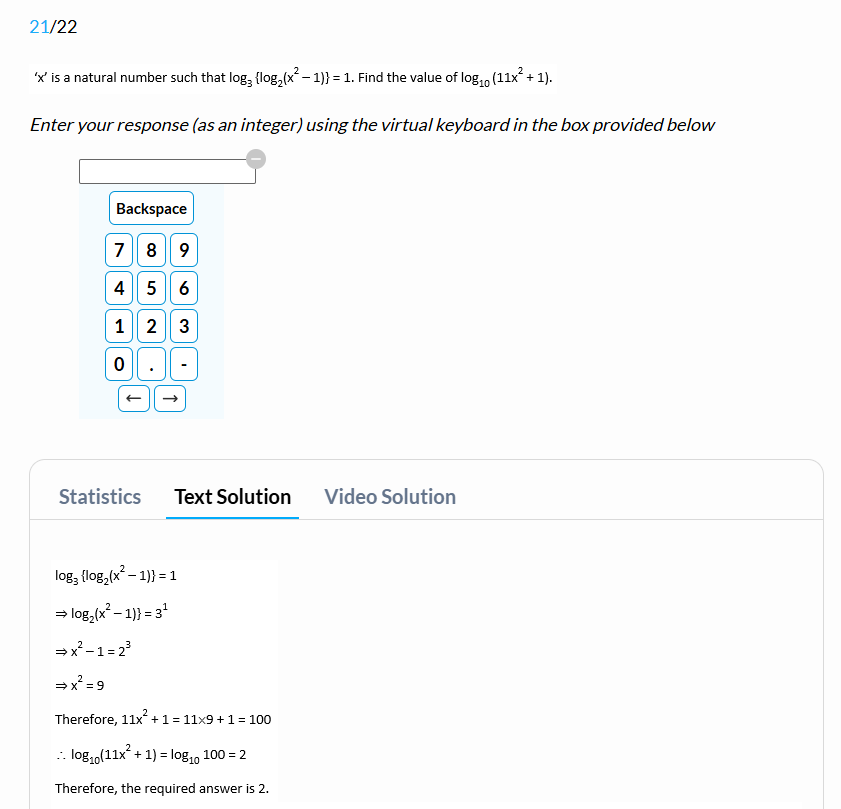 21/22
'x' is a natural number such that log₃ {log₂(x² – 1)} = 1. Find the value of log₁₀ (11x² + 1).
Enter your response (as an integer) using the virtual keyboard in the box provided below
Backspace
7 8 9
4 5 6
1 2 3
0 . -
← →
Statistics Text Solution Video Solution
log₃ {log₂(x² – 1)} = 1
⇒ log₂(x² – 1)} = 3¹
⇒ x² – 1 = 2³
⇒ x² = 9
Therefore, 11x² + 1 = 11×9 + 1 = 100
∴ log₁₀(11x² + 1) = log₁₀ 100 = 2
Therefore, the required answer is 2.